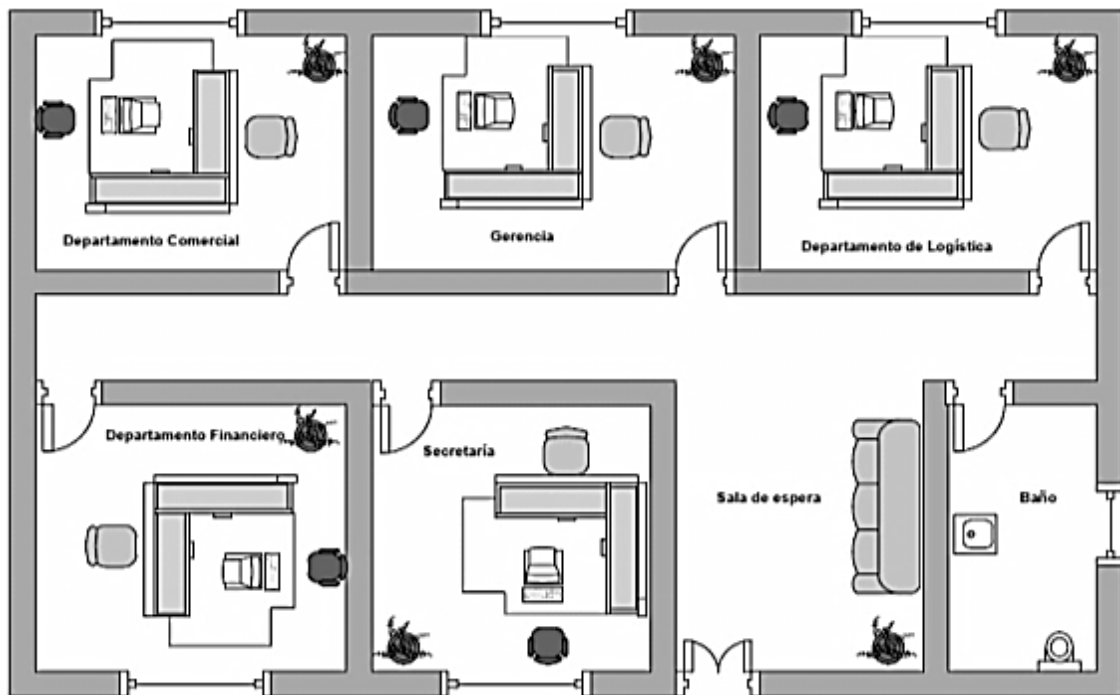 Departamento Comercial
Gerencia
Departamento de Logística
Departamento Financiero
Secretaría
Sala de espera
Baño